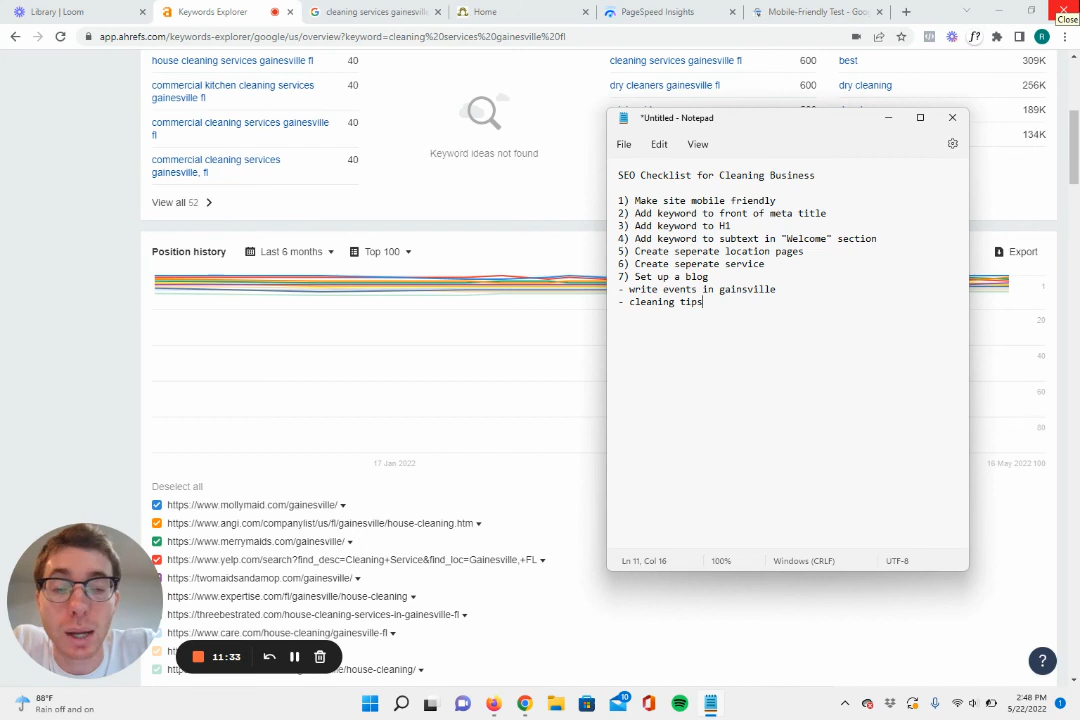 Library | Loom
Keywords Explorer
cleaning services gainesville
Home
PageSpeed Insights
Mobile-Friendly Test - Goo
Close
app.ahrefs.com/keywords-explorer/google/us/overview?keyword=cleaning%20services%20gainesville%20fl
f?
R
house cleaning services gainesville fl 40
commercial kitchen cleaning services gainesville fl 40
commercial cleaning services gainesville fl 40
commercial cleaning services gainesville, fl 40
View all 52
Keyword ideas not found
cleaning services gainesville fl 600
dry cleaners gainesville fl 600
best 309K
dry cleaning 256K
189K
134K
Position history
Last 6 months
Top 100
Export
1
20
40
60
80
100
17 Jan 2022
16 May 2022
Deselect all
https://www.mollymaid.com/gainesville/
https://www.angi.com/companylist/us/fl/gainesville/house-cleaning.htm
https://www.merrymaids.com/gainesville/
https://www.yelp.com/search?find_desc=Cleaning+Service&find_loc=Gainesville,+FL
https://twomaidsandamop.com/gainesville/
https://www.expertise.com/fl/gainesville/house-cleaning
https://threebestrated.com/house-cleaning-services-in-gainesville-fl
https://www.care.com/house-cleaning/gainesville-fl
house-cleaning/
11:33
*Untitled - Notepad
File Edit View
SEO Checklist for Cleaning Business
1) Make site mobile friendly
2) Add keyword to front of meta title
3) Add keyword to H1
4) Add keyword to subtext in "Welcome" section
5) Create seperate location pages
6) Create seperate service
7) Set up a blog
- write events in gainsville
- cleaning tips
Ln 11, Col 16
100%
Windows (CRLF)
UTF-8
?
88°F
Rain off and on
10
2:48 PM
5/22/2022
1